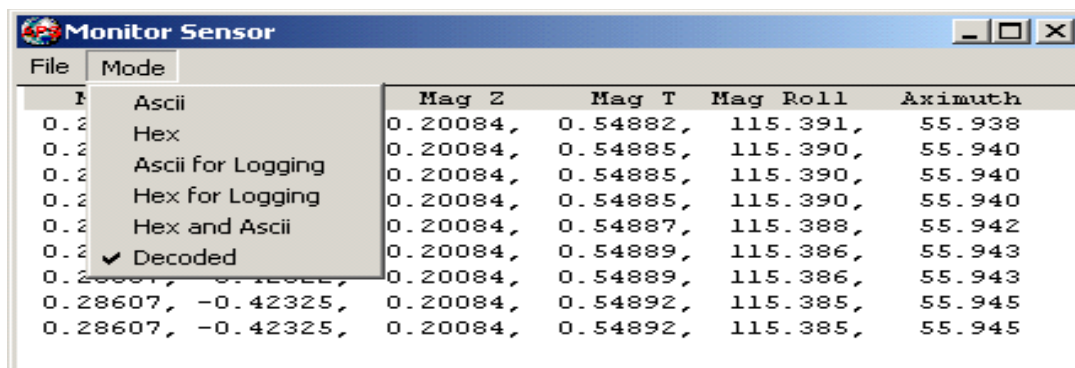 APS Monitor Sensor
File Mode
Mag Z Mag T Mag Roll Aximuth
Ascii
Hex
Ascii for Logging
Hex for Logging
Hex and Ascii
✔ Decoded
0.20084, 0.54882, 115.391, 55.938
0.20084, 0.54885, 115.390, 55.940
0.20084, 0.54885, 115.390, 55.940
0.20084, 0.54885, 115.390, 55.940
0.20084, 0.54887, 115.388, 55.942
0.20084, 0.54889, 115.386, 55.943
0.20084, 0.54889, 115.386, 55.943
0.28607, -0.42325, 0.20084, 0.54892, 115.385, 55.945
0.28607, -0.42325, 0.20084, 0.54892, 115.385, 55.945